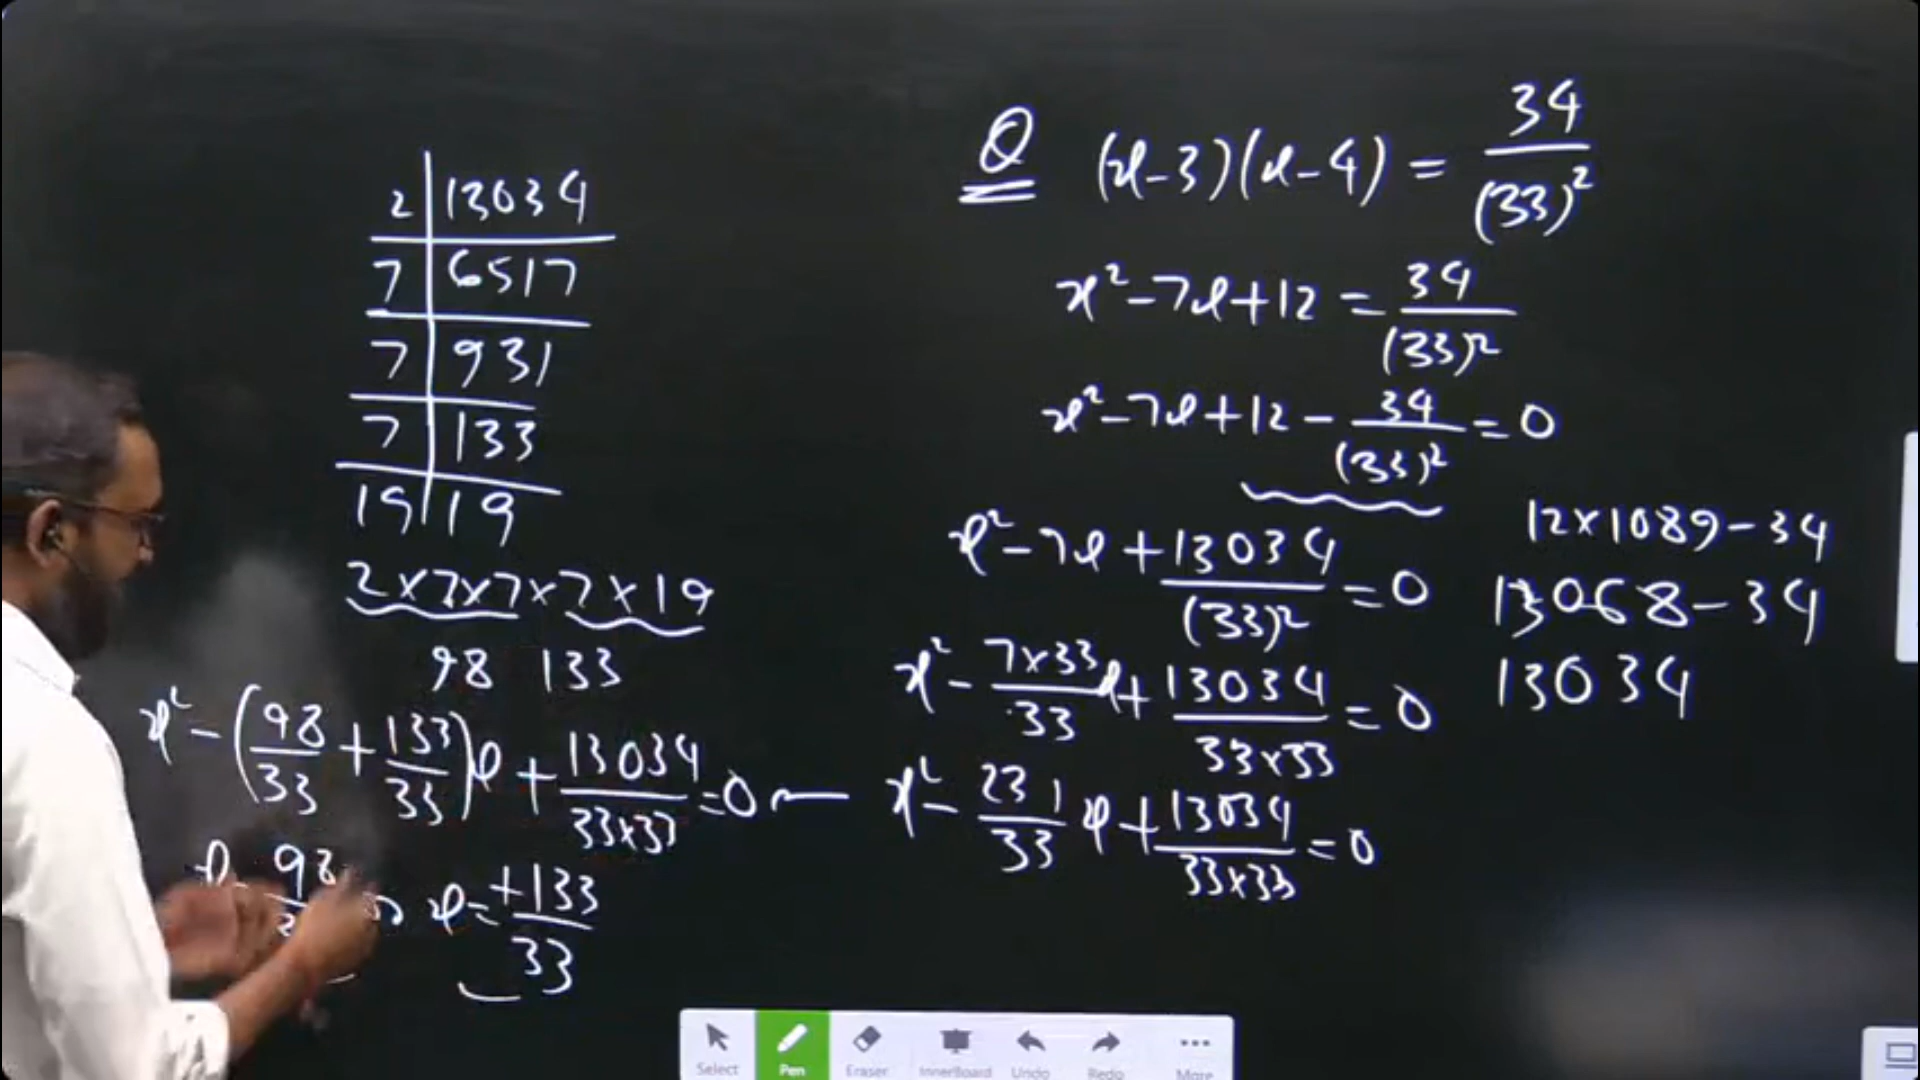 Q (x-3)(x-4) = 34/(33)²
x²-7x+12 = 34/(33)²
x²-7x+12 - 34/(33)² = 0
x²-7x+13034/(33)² = 0
12×1089-34
13068-34
13034
x² - 7×33/33 x + 13034/33×33 = 0
x² - 231/33 x + 13034/33×33 = 0
2 | 13034
7 | 6517
7 | 931
7 | 133
19 | 19
2×7×7×7×19
98 133
x² - (98/33 + 133/33)x + 13034/33×33 = 0
98 x = +133/33
Select Pen Eraser InnerBoard Undo Redo More